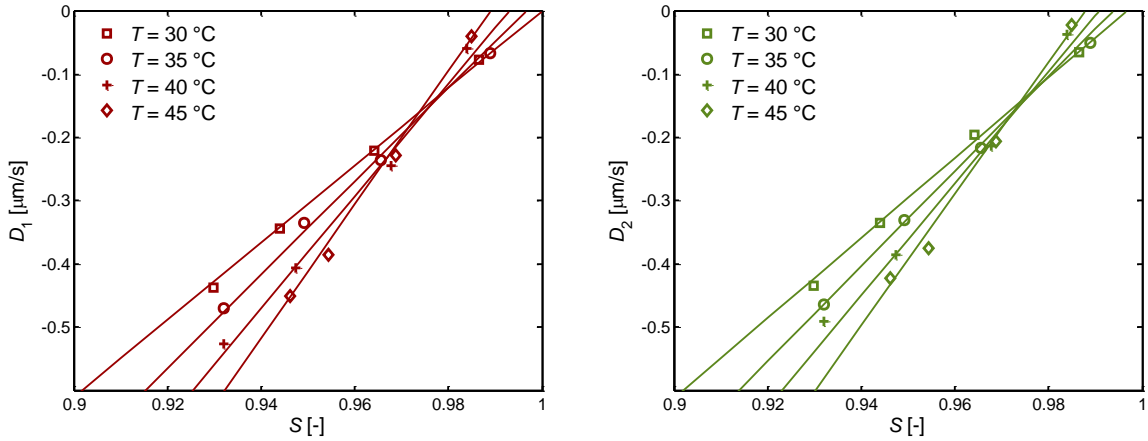 0
-0.1
-0.2
-0.3
-0.4
-0.5
D1 [μm/s]
T = 30 °C
T = 35 °C
T = 40 °C
T = 45 °C
0.9 0.92 0.94 0.96 0.98 1
S [-]
0
-0.1
-0.2
-0.3
-0.4
-0.5
D2 [μm/s]
T = 30 °C
T = 35 °C
T = 40 °C
T = 45 °C
0.9 0.92 0.94 0.96 0.98 1
S [-]